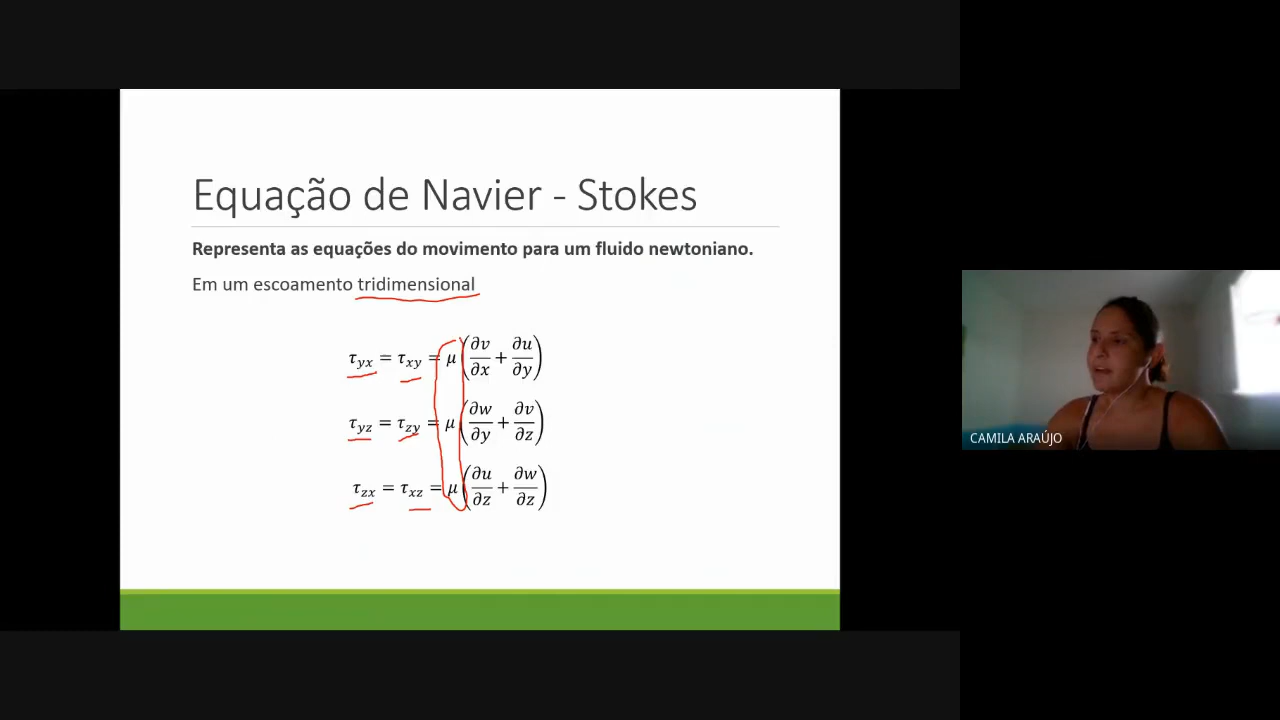 Equação de Navier - Stokes
Representa as equações do movimento para um fluido newtoniano.
Em um escoamento tridimensional
τ_yx = τ_xy = μ(∂v/∂x + ∂u/∂y)
τ_yz = τ_zy = μ(∂w/∂y + ∂v/∂z)
τ_zx = τ_xz = μ(∂u/∂z + ∂w/∂z)
CAMILA ARAÚJO